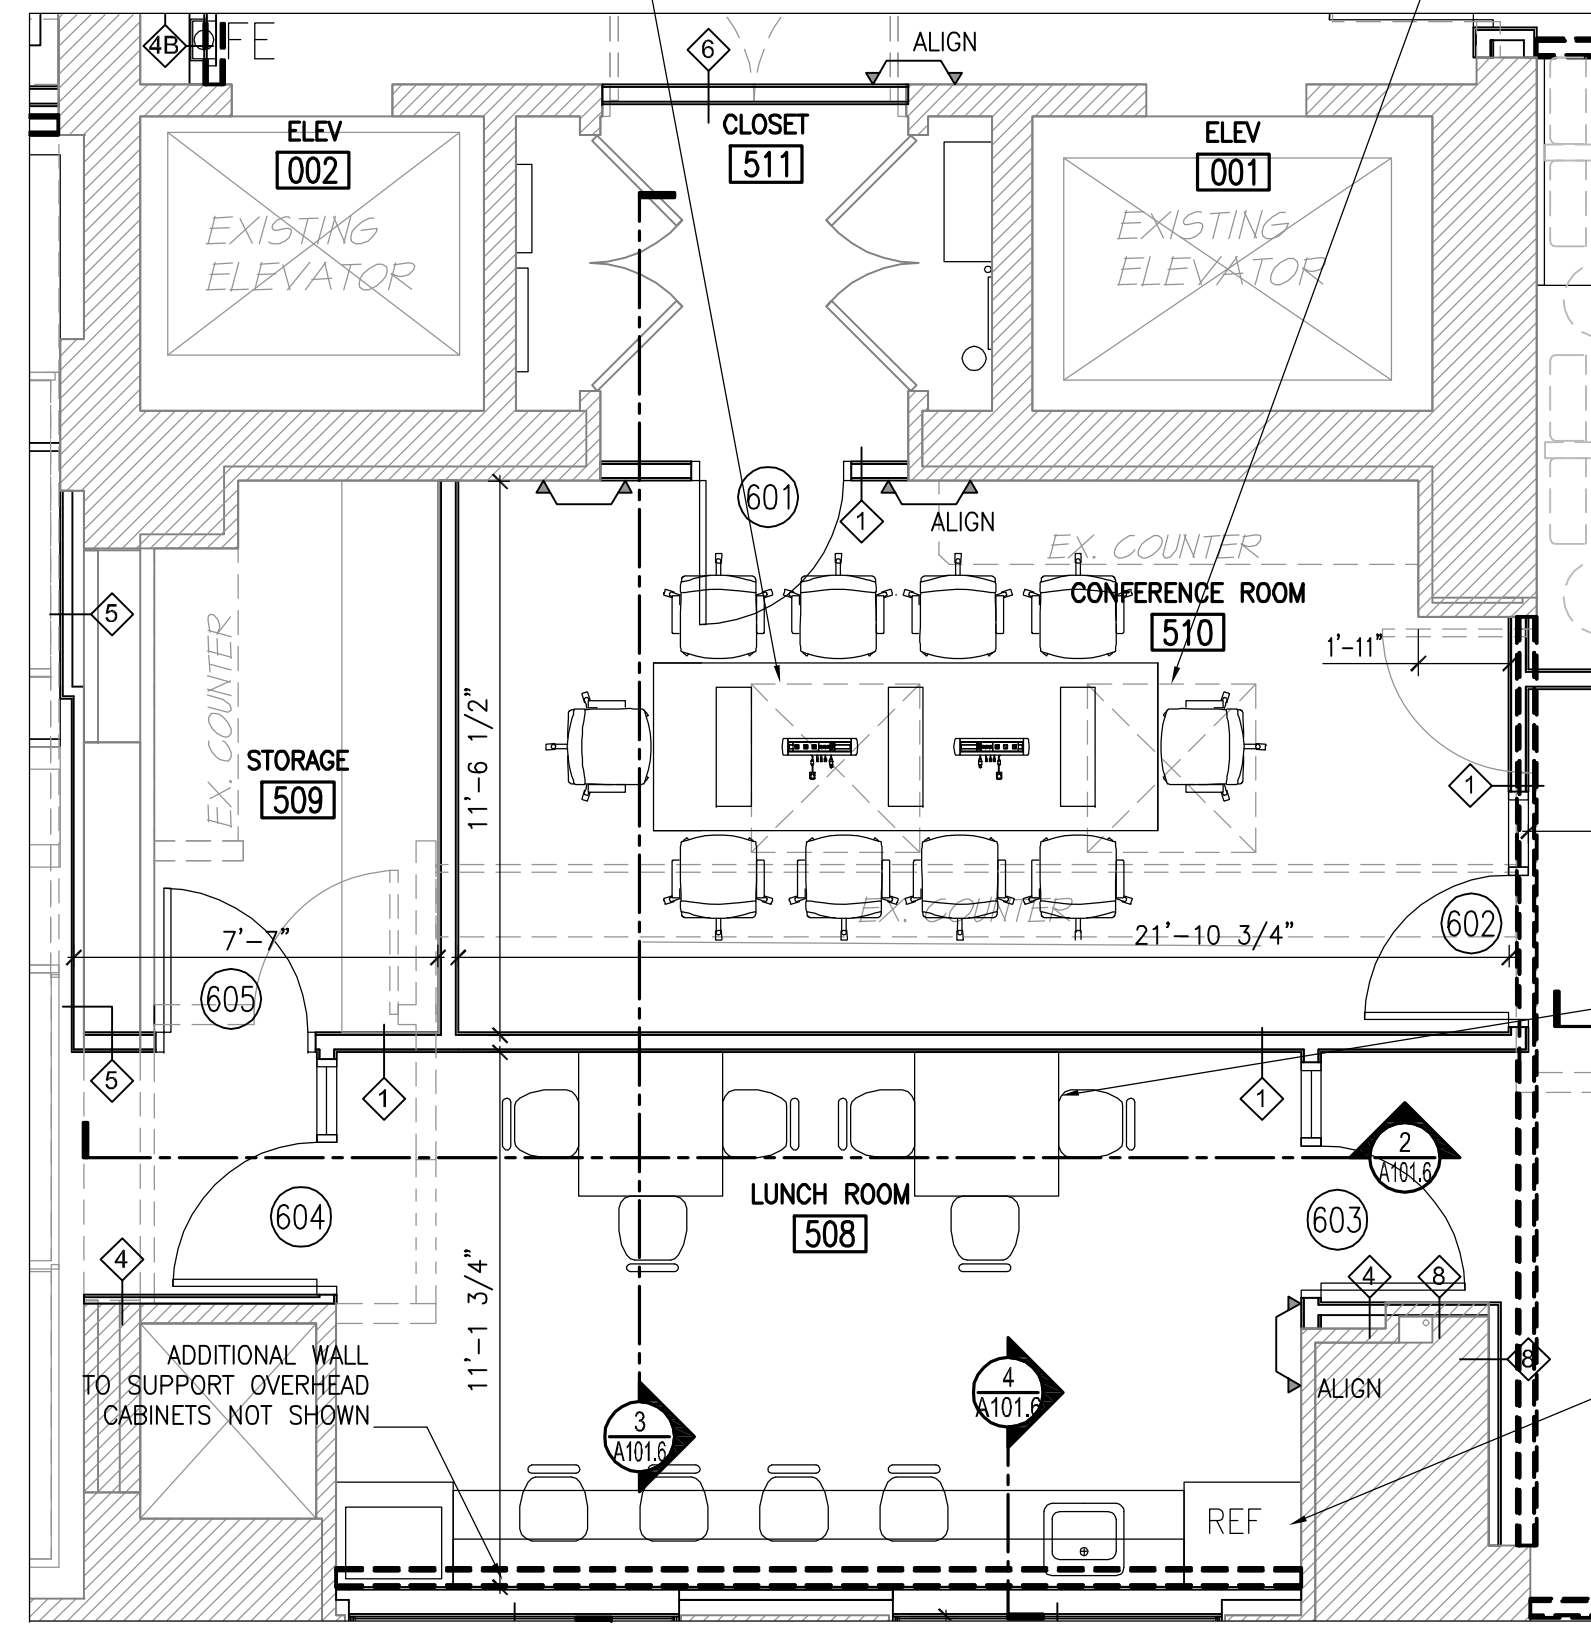 4B
FE
6
ALIGN
ELEV
002
CLOSET
511
ELEV
001
EXISTING
ELEVATOR
EXISTING
ELEVATOR
601
1
ALIGN
EX. COUNTER
CONFERENCE ROOM
510
5
EX. COUNTER
1'-11"
11'-6 1/2"
STORAGE
509
1
EX. COUNTER
602
7'-7"
21'-10 3/4"
605
5
1
1
2
A101.6
LUNCH ROOM
508
604
603
4
4
8
11'-1 3/4"
ADDITIONAL WALL
TO SUPPORT OVERHEAD
CABINETS NOT SHOWN
8
ALIGN
4
A101.6
3
A101.6
REF